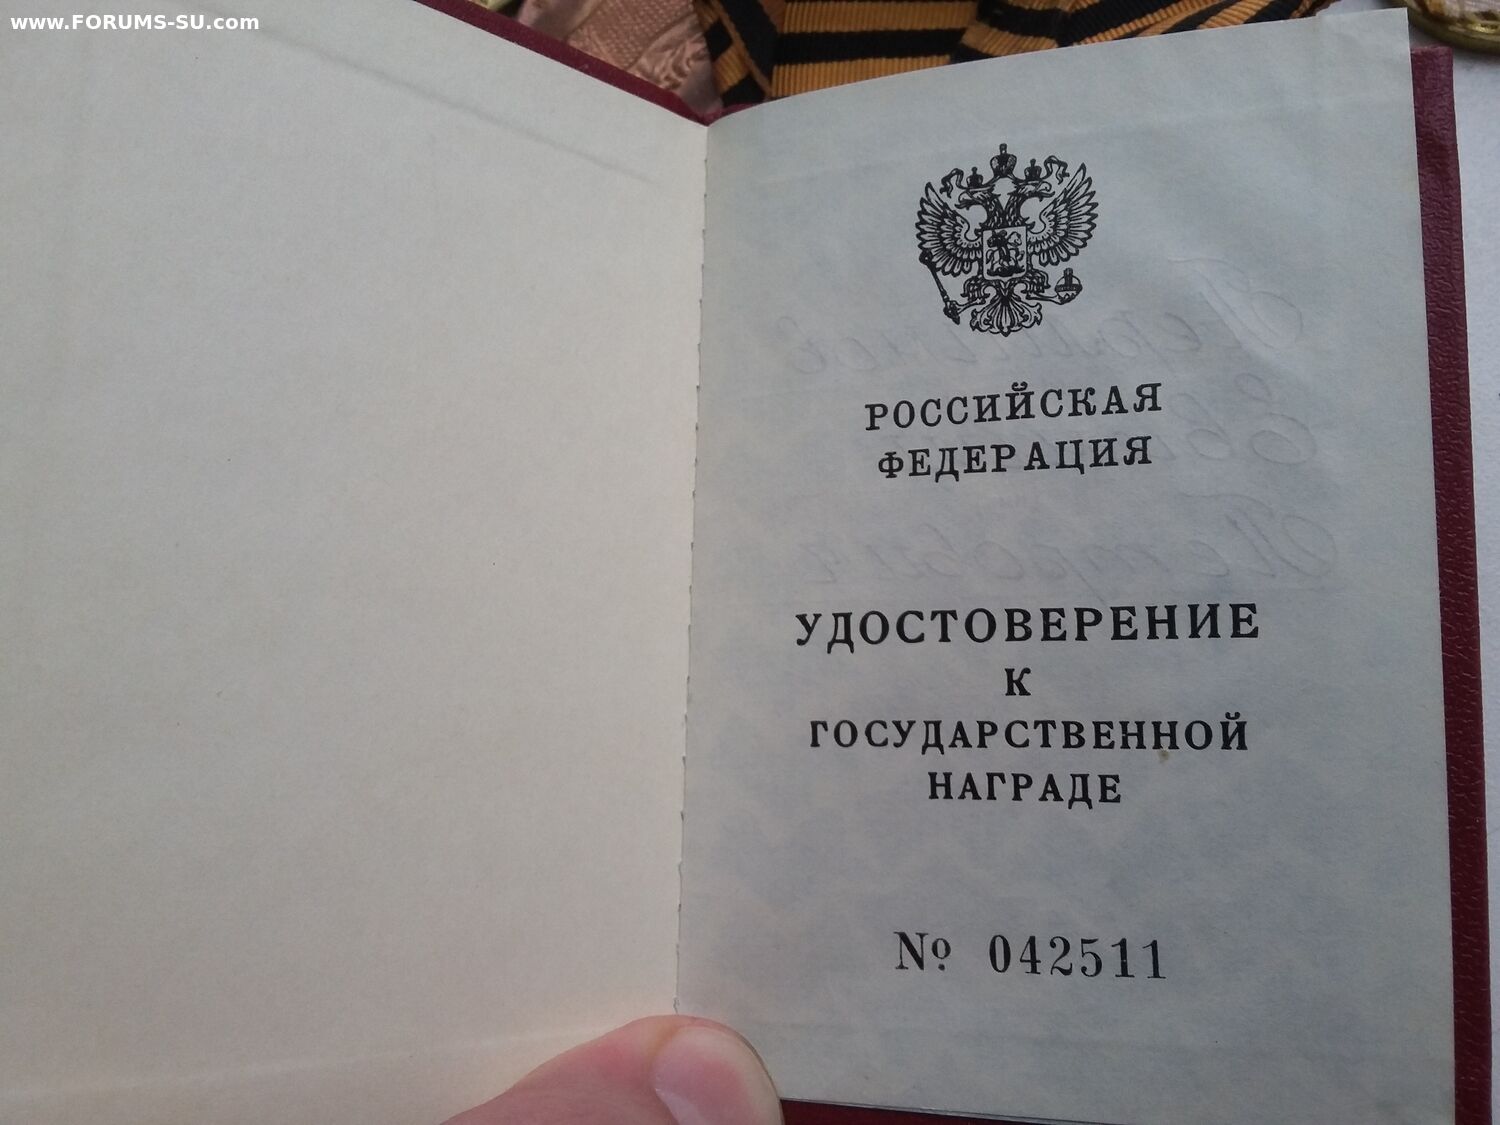 www.FORUMS-SU.com
РОССИЙСКАЯ
ФЕДЕРАЦИЯ
УДОСТОВЕРЕНИЕ
К
ГОСУДАРСТВЕННОЙ
НАГРАДЕ
№ 042511